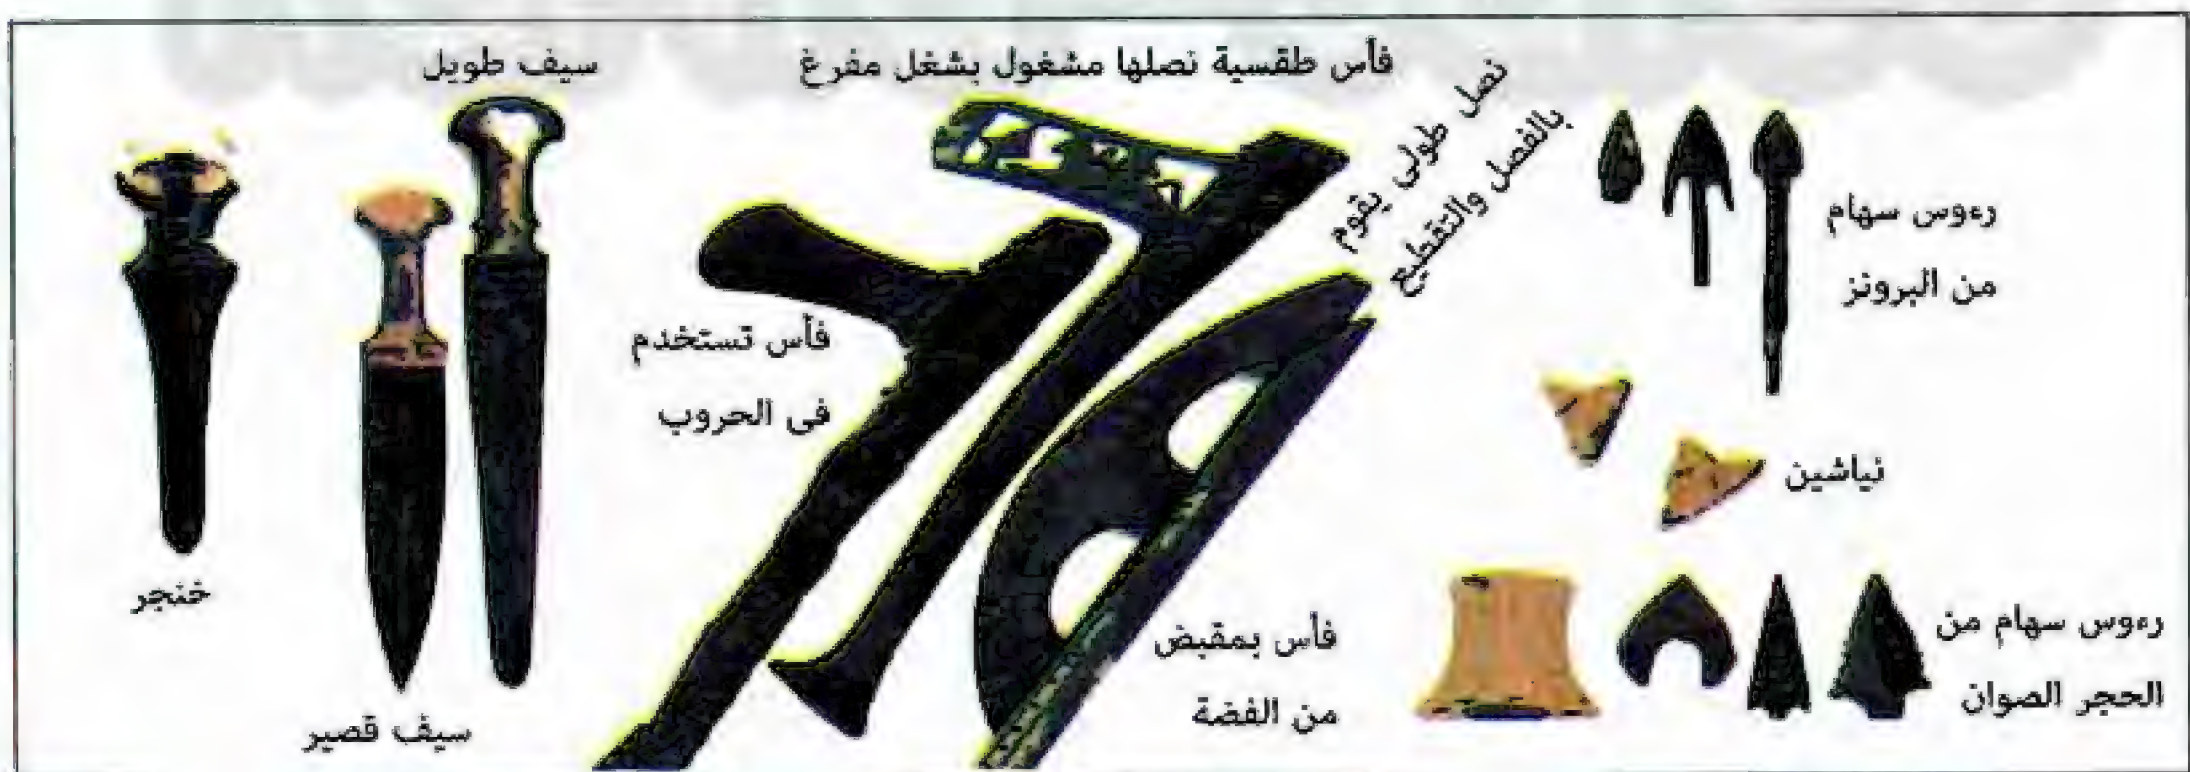 سيف طويل
فأس طقسية نصلها مشغول بشغل مفرغ
نصل طولى يقوم
بالفصل والتقطيع
رءوس سهام
من البرونز
فأس تستخدم
فى الحروب
نياشين
خنجر
فأس بمقبض
من الفضة
رءوس سهام من
الحجر الصوان
سيف قصير